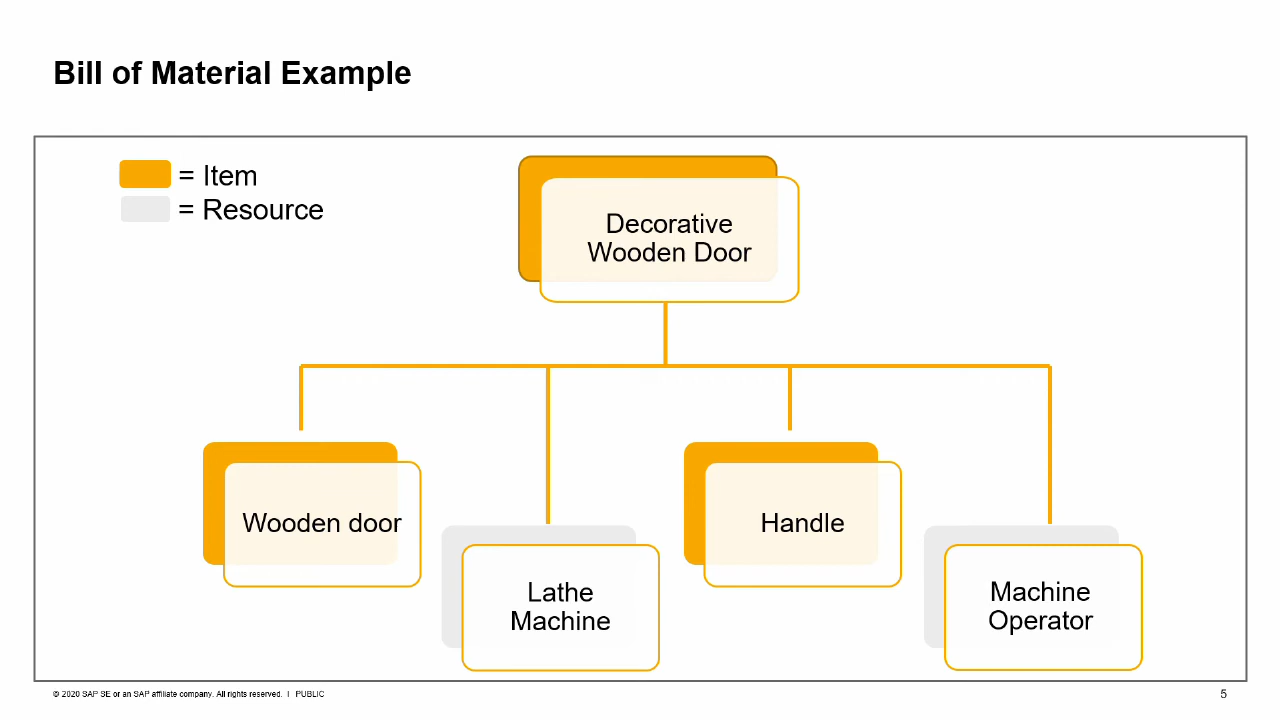 Bill of Material Example
= Item
= Resource
Decorative
Wooden Door
Wooden door
Handle
Lathe
Machine
Machine
Operator
© 2020 SAP SE or an SAP affiliate company. All rights reserved. I PUBLIC
5